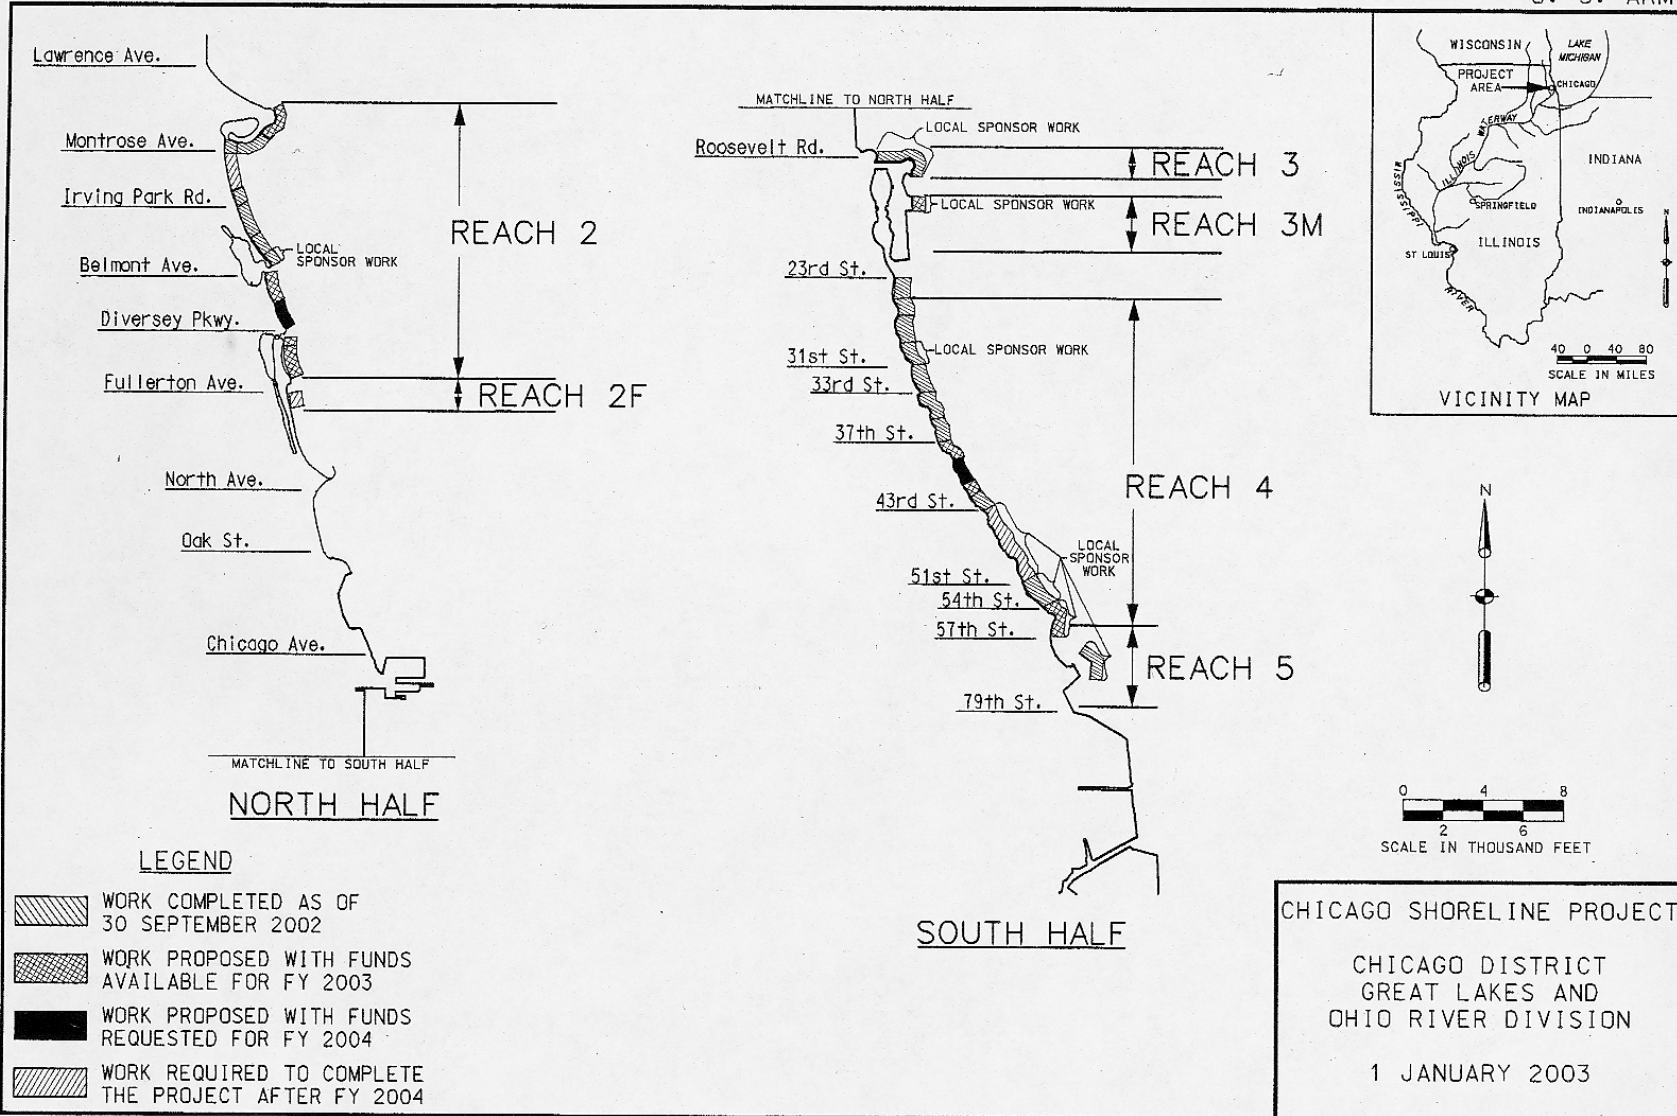 U. S. ARM
Lawrence Ave.
Montrose Ave.
Irving Park Rd.
Belmont Ave.
Diversey Pkwy.
Fullerton Ave.
North Ave.
Oak St.
Chicago Ave.
LOCAL
SPONSOR WORK
REACH 2
REACH 2F
MATCHLINE TO SOUTH HALF
NORTH HALF
MATCHLINE TO NORTH HALF
LOCAL SPONSOR WORK
Roosevelt Rd.
REACH 3
LOCAL SPONSOR WORK
REACH 3M
23rd St.
LOCAL SPONSOR WORK
31st St.
33rd St.
37th St.
REACH 4
43rd St.
LOCAL
SPONSOR
WORK
51st St.
54th St.
57th St.
REACH 5
79th St.
SOUTH HALF
WISCONSIN
LAKE
MICHIGAN
PROJECT
AREA
CHICAGO
WATERWAY
ILLINOIS
INDIANA
MISSISSIPPI
SPRINGFIELD
INDIANAPOLIS
N
ILLINOIS
ST LOUIS
RIVER
40 0 40 80
SCALE IN MILES
VICINITY MAP
N
0 4 8
2 6
SCALE IN THOUSAND FEET
LEGEND
WORK COMPLETED AS OF
30 SEPTEMBER 2002
WORK PROPOSED WITH FUNDS
AVAILABLE FOR FY 2003
WORK PROPOSED WITH FUNDS
REQUESTED FOR FY 2004
WORK REQUIRED TO COMPLETE
THE PROJECT AFTER FY 2004
CHICAGO SHORELINE PROJECT
CHICAGO DISTRICT
GREAT LAKES AND
OHIO RIVER DIVISION
1 JANUARY 2003